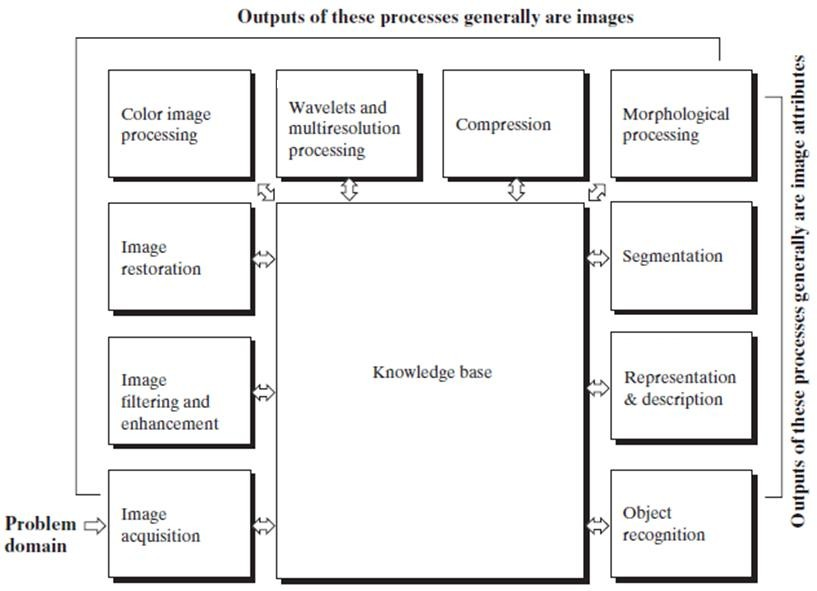 Outputs of these processes generally are images
Color image
processing
Wavelets and
multiresolution
processing
Compression
Morphological
processing
Image
restoration
Segmentation
Image
filtering and
enhancement
Knowledge base
Representation
& description
Problem
domain
Image
acquisition
Object
recognition
Outputs of these processes generally are image attributes